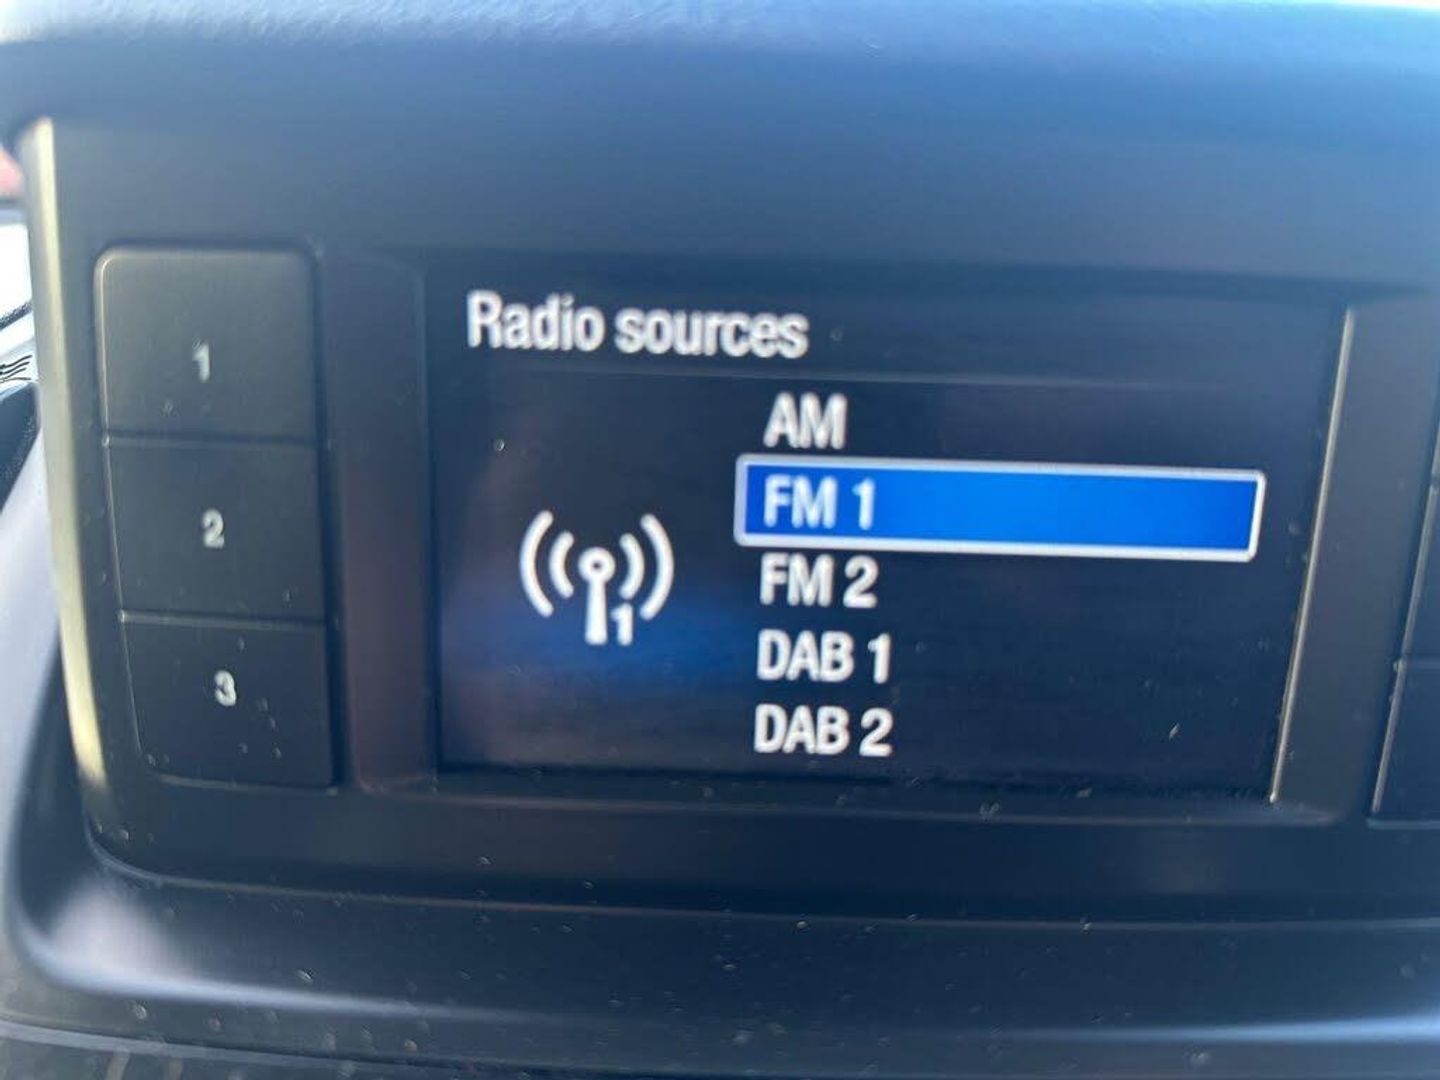 Radio sources
1
2
3
AM
FM 1
FM 2
DAB 1
DAB 2
1